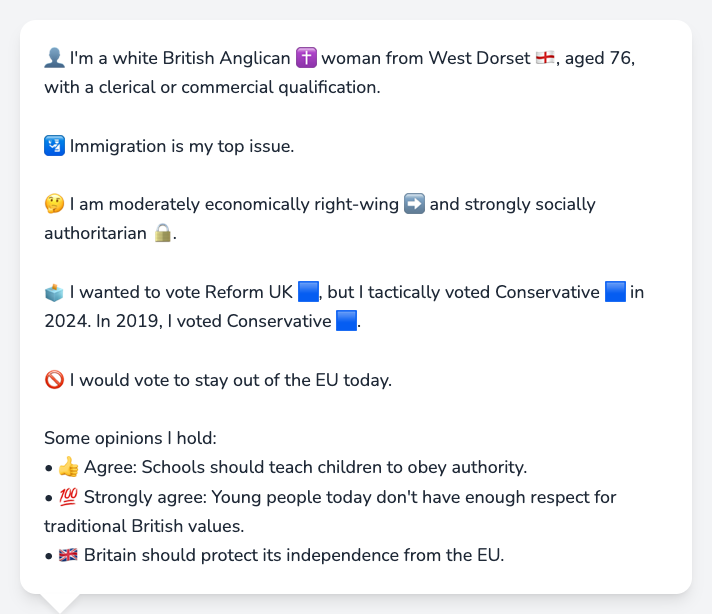 👤 I'm a white British Anglican ✝️ woman from West Dorset 🏴󠁧󠁢󠁥󠁮󠁧󠁿, aged 76,
with a clerical or commercial qualification.
🛂 Immigration is my top issue.
🤔 I am moderately economically right-wing ➡️ and strongly socially
authoritarian 🔒.
🗳️ I wanted to vote Reform UK 🟦, but I tactically voted Conservative 🟦 in
2024. In 2019, I voted Conservative 🟦.
🚫 I would vote to stay out of the EU today.
Some opinions I hold:
• 👍 Agree: Schools should teach children to obey authority.
• 💯 Strongly agree: Young people today don't have enough respect for
traditional British values.
• 🇬🇧 Britain should protect its independence from the EU.